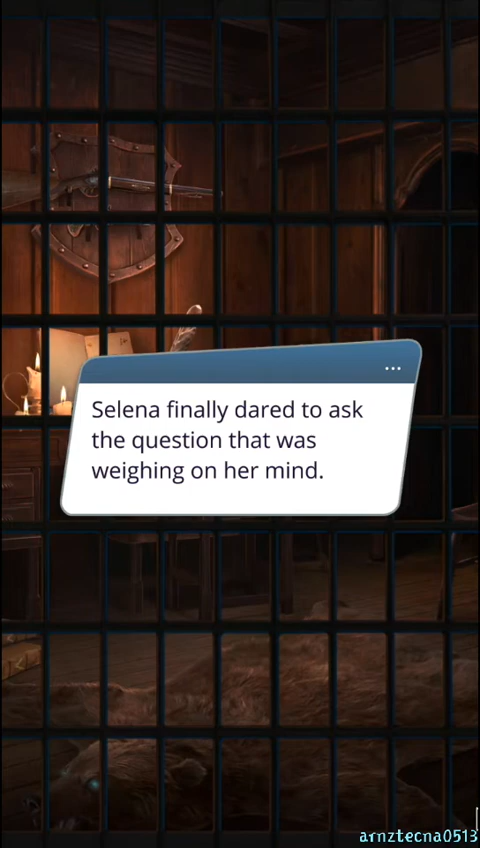 ...
Selena finally dared to ask
the question that was
weighing on her mind.
arnztecna0513